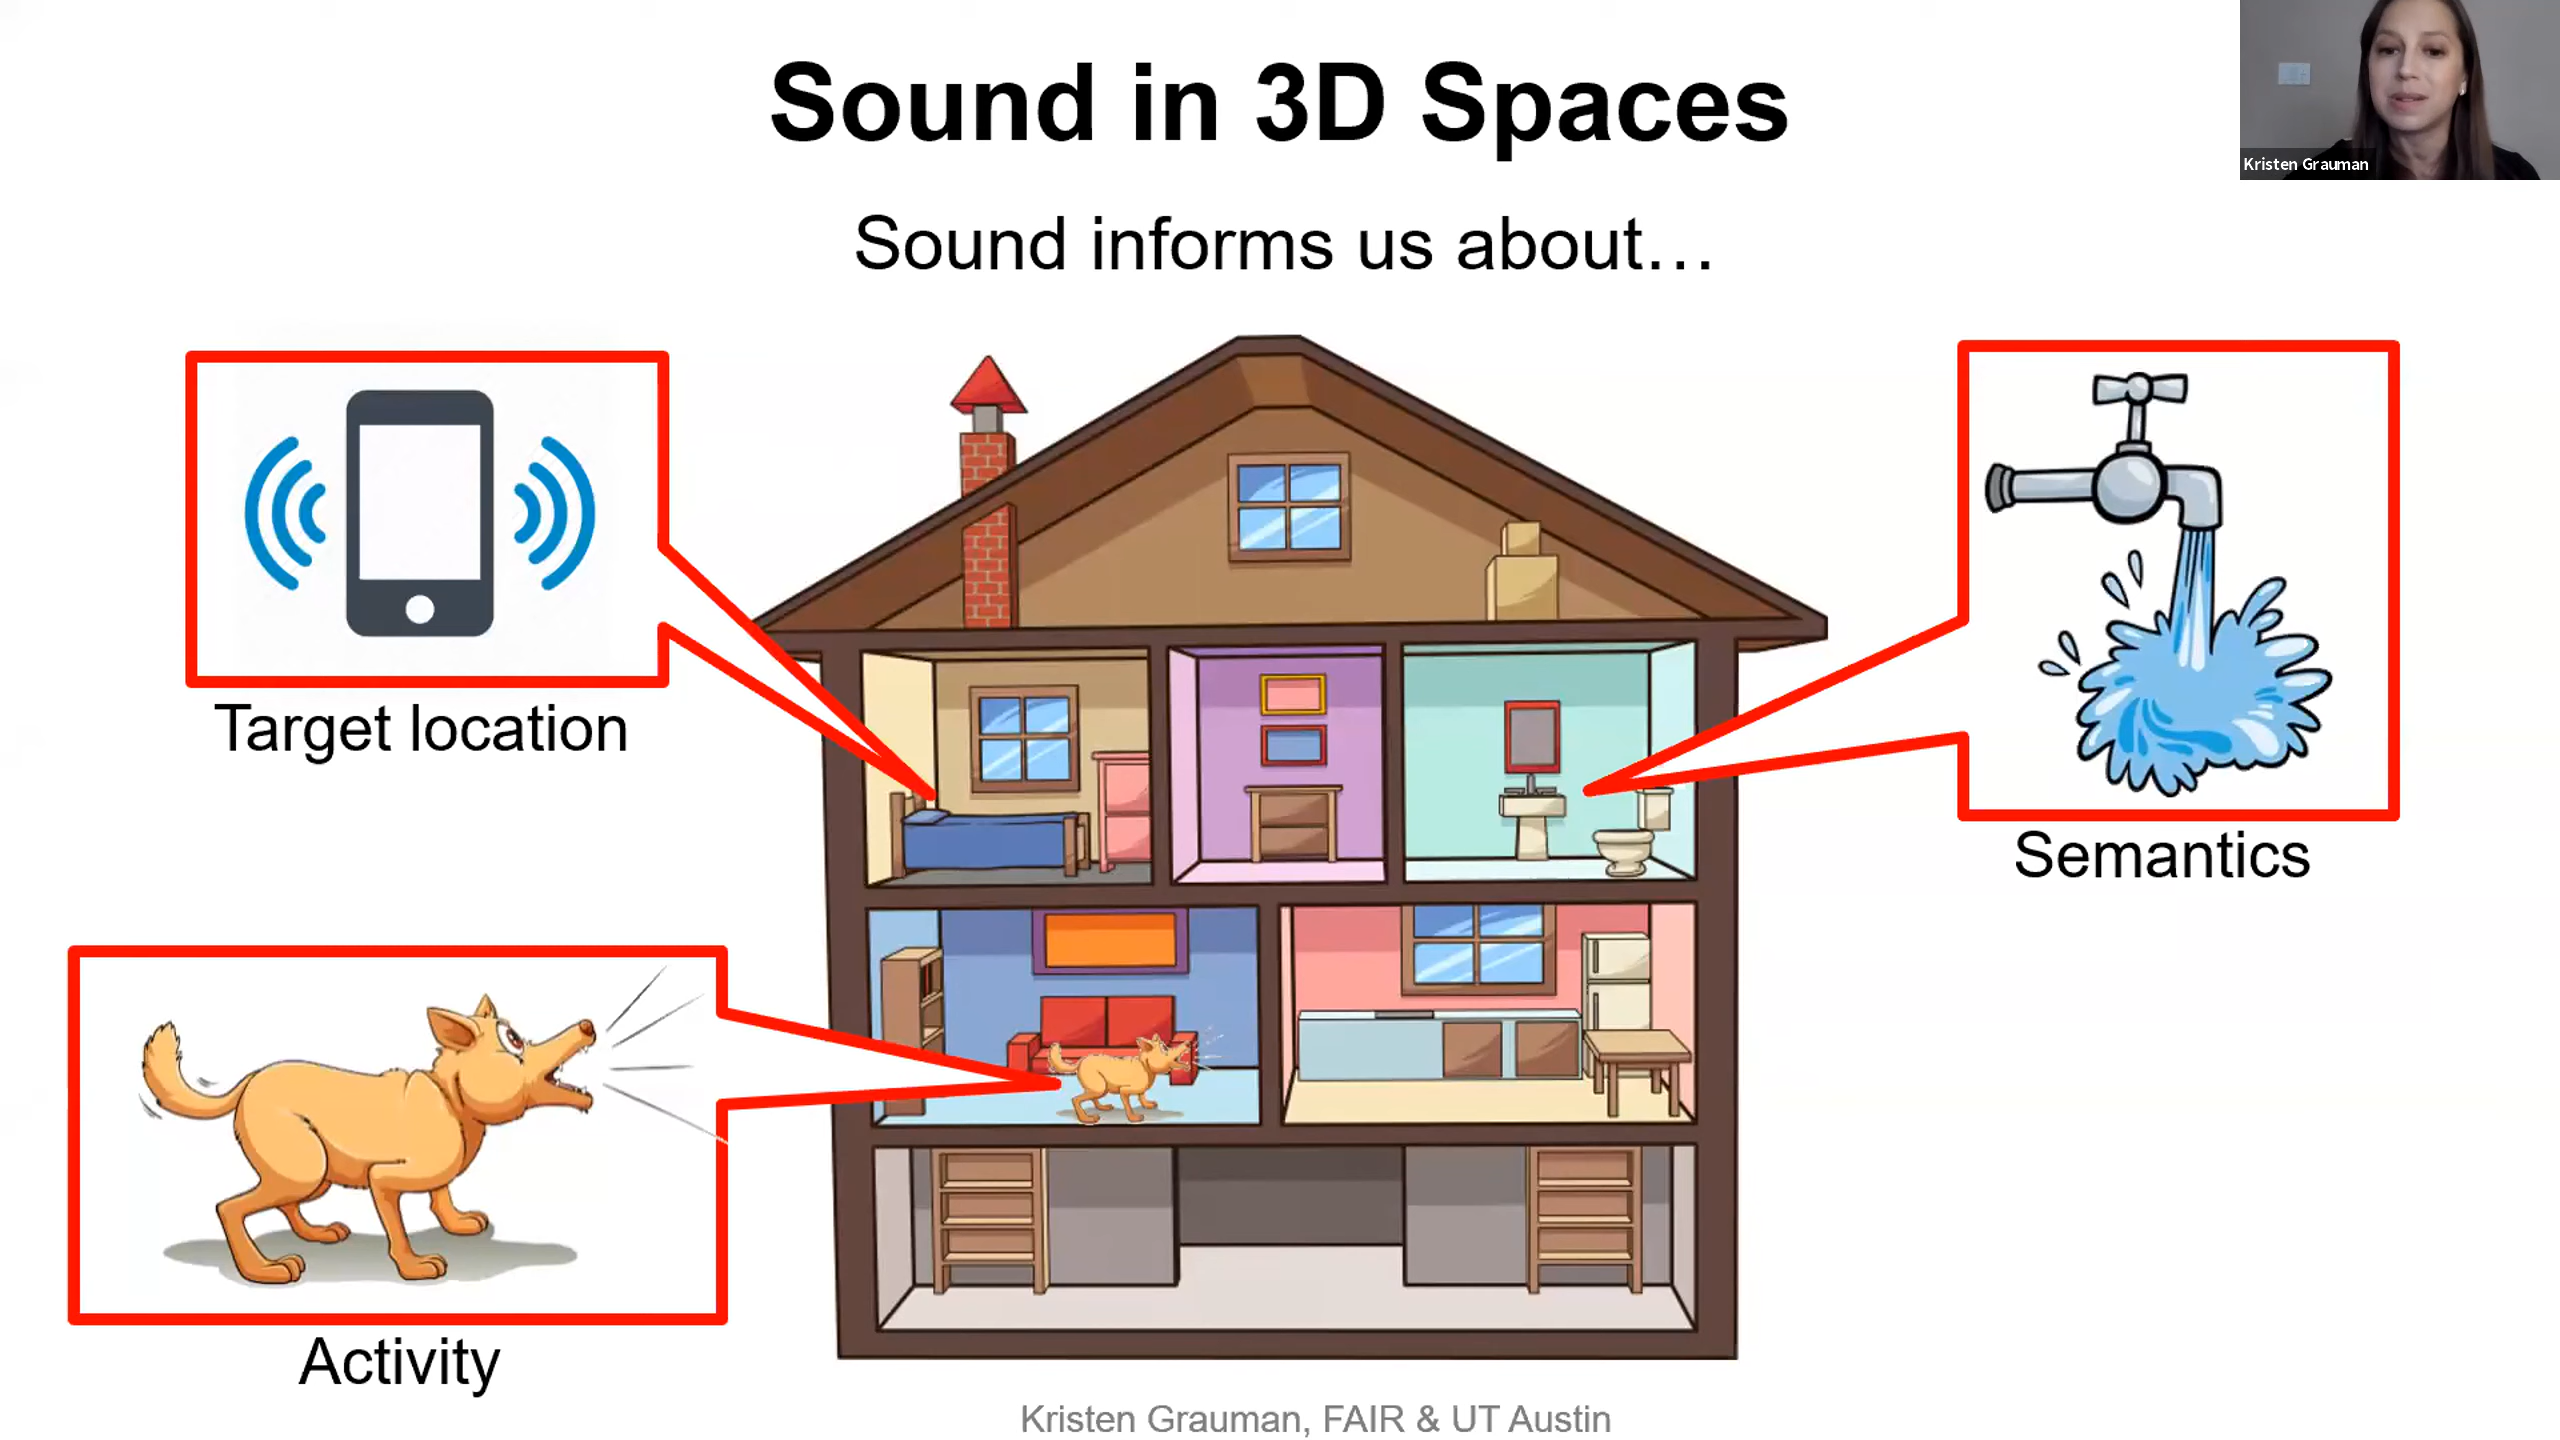 Sound in 3D Spaces
Kristen Grauman
Sound informs us about…
Target location
Semantics
Activity
Kristen Grauman, FAIR & UT Austin